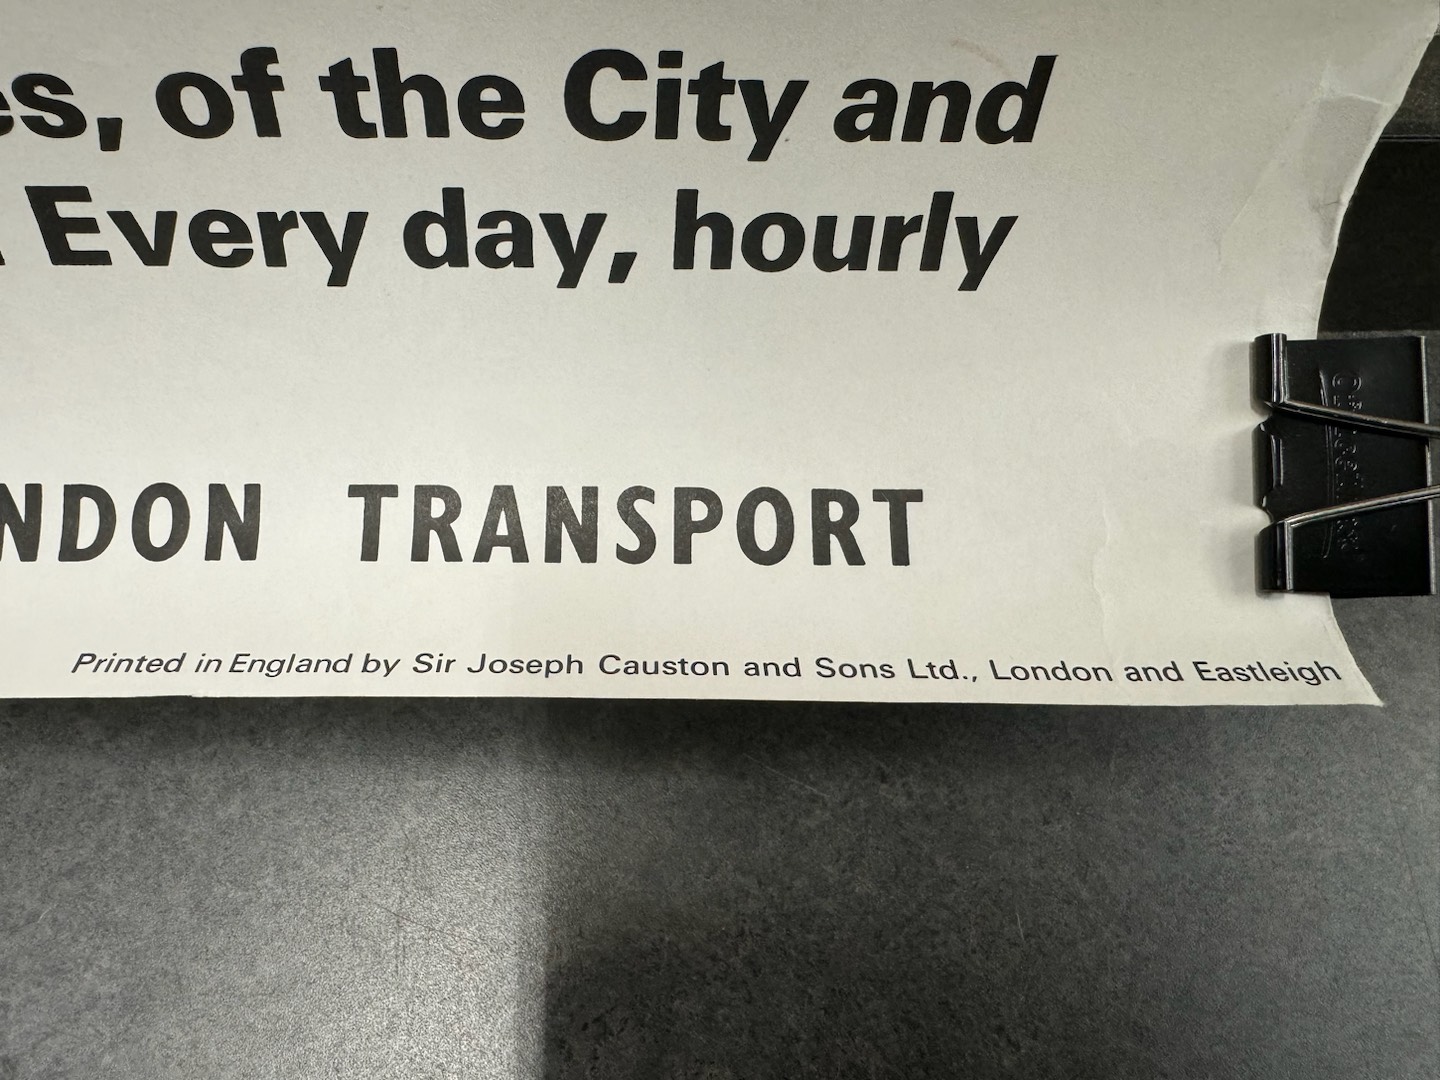 es, of the City and
. Every day, hourly
NDON TRANSPORT
Printed in England by Sir Joseph Causton and Sons Ltd., London and Eastleigh